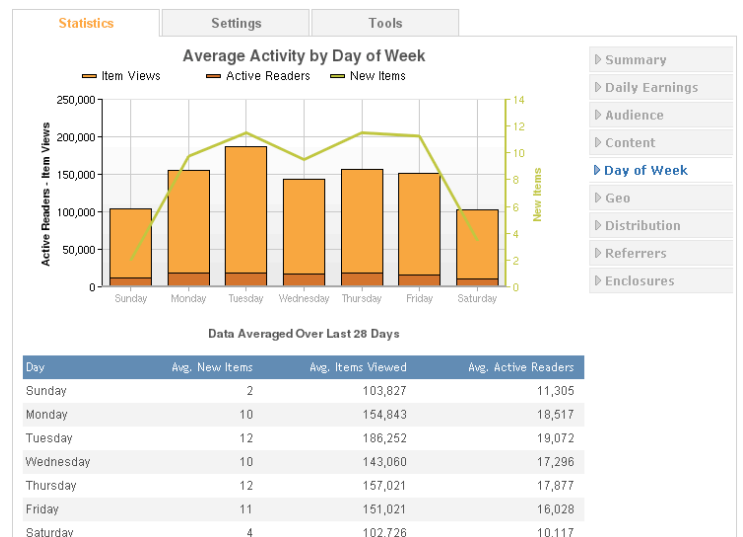 Statistics Settings Tools
Average Activity by Day of Week
Item Views Active Readers New Items
Active Readers - Item Views
250,000
200,000
150,000
100,000
50,000
0
14
12
10
8
6
4
2
0
New Items
Sunday Monday Tuesday Wednesday Thursday Friday Saturday
Data Averaged Over Last 28 Days
Day Avg. New Items Avg. Items Viewed Avg. Active Readers
Sunday 2 103,827 11,305
Monday 10 154,843 18,517
Tuesday 12 186,252 19,072
Wednesday 10 143,060 17,296
Thursday 12 157,021 17,877
Friday 11 151,021 16,028
Saturday 4 102,726 10,117
Summary
Daily Earnings
Audience
Content
Day of Week
Geo
Distribution
Referrers
Enclosures